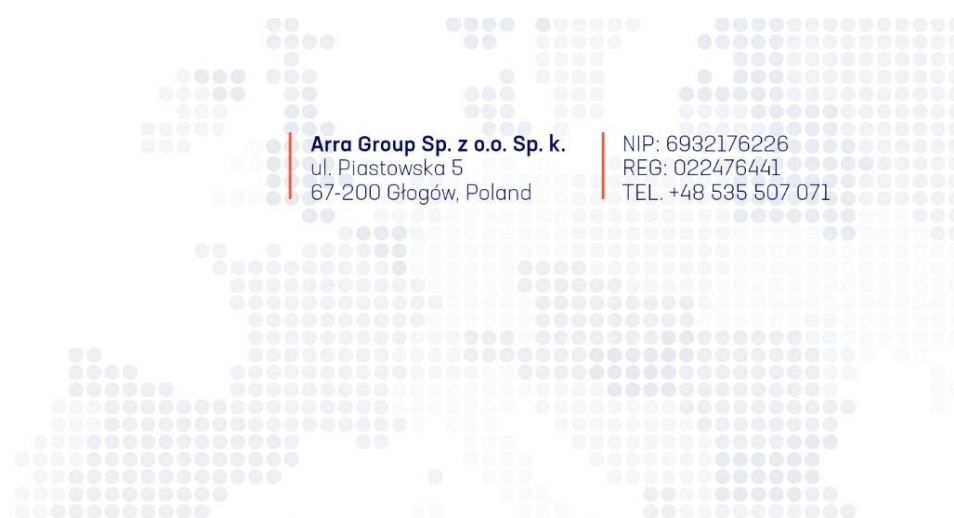 Arra Group Sp. z o.o. Sp. k.
ul. Piastowska 5
67-200 Głogów, Poland
NIP: 6932176226
REG: 022476441
TEL. +48 535 507 071